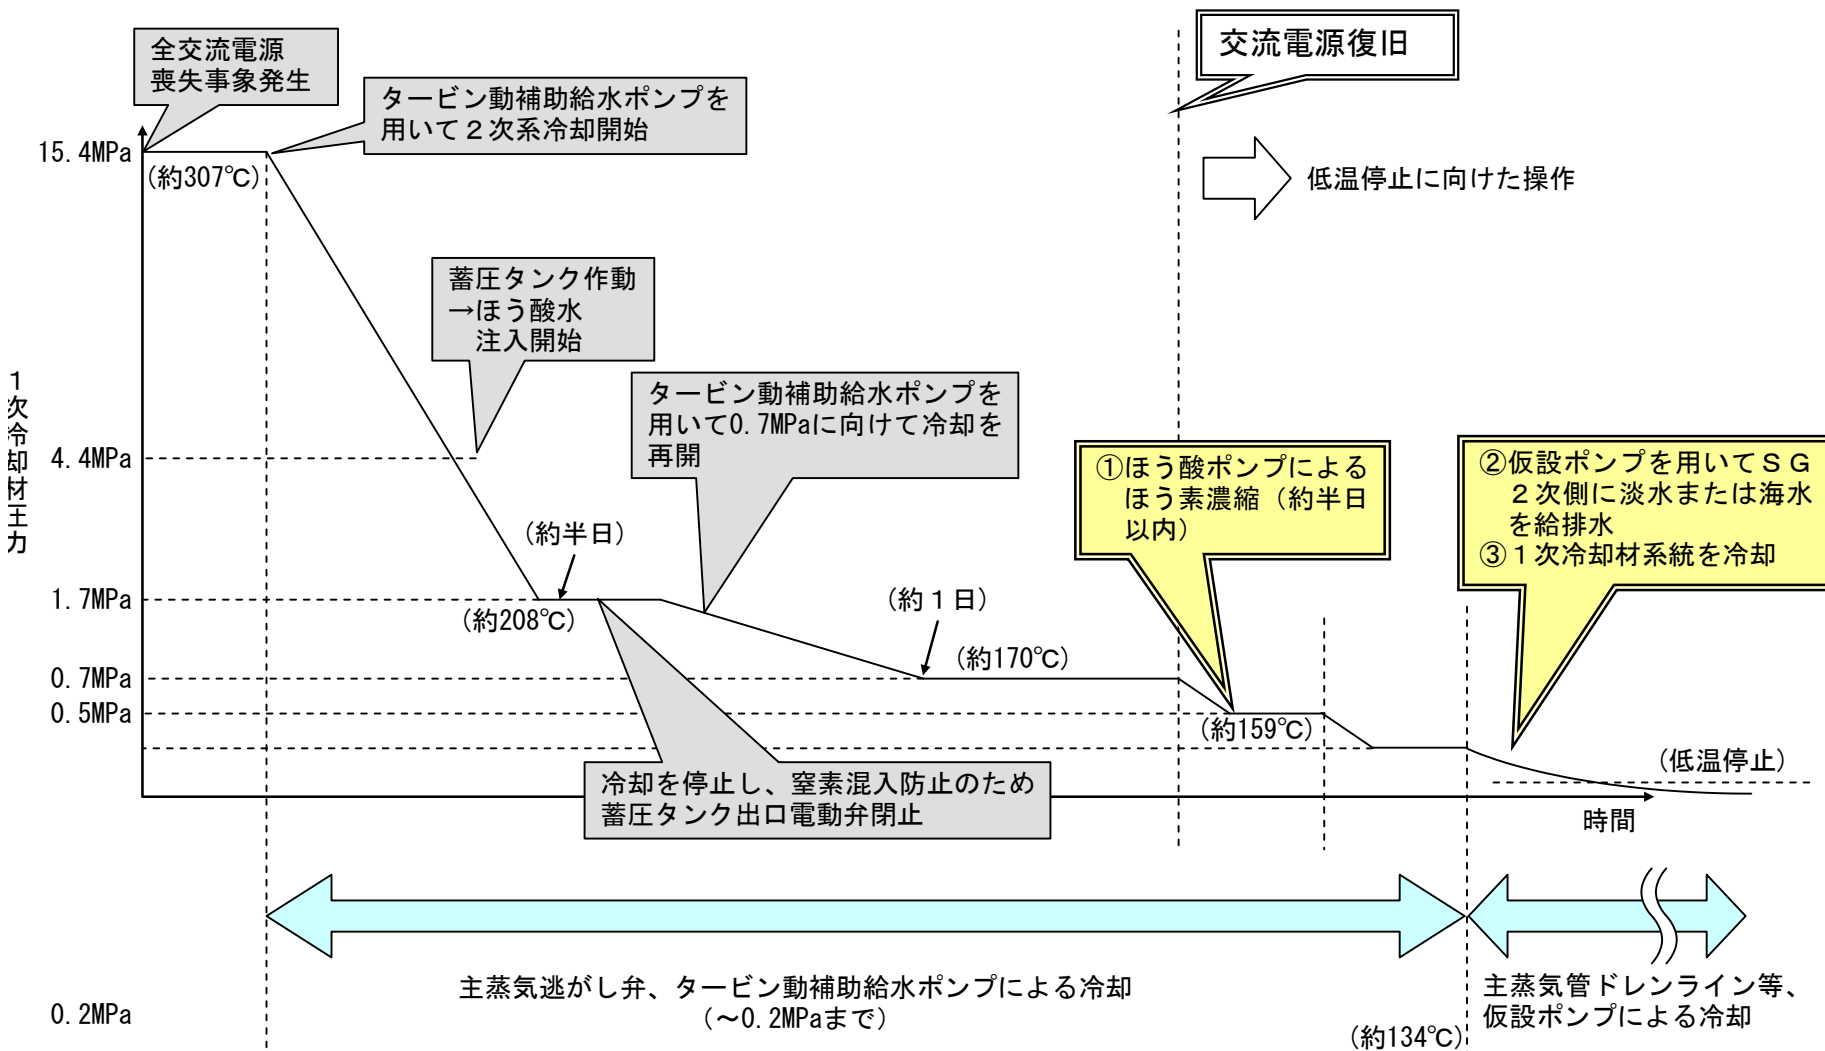 全交流電源
喪失事象発生
タービン動補助給水ポンプを
用いて２次系冷却開始
交流電源復旧
15.4MPa
(約307℃)
低温停止に向けた操作
蓄圧タンク作動
→ほう酸水
注入開始
タービン動補助給水ポンプを
用いて0.7MPaに向けて冷却を
再開
１次冷却材圧力
4.4MPa
①ほう酸ポンプによる
ほう素濃縮（約半日
以内）
②仮設ポンプを用いてＳＧ
２次側に淡水または海水
を給排水
③１次冷却材系統を冷却
(約半日)
1.7MPa
(約208℃)
(約１日)
(約170℃)
0.7MPa
0.5MPa
(約159℃)
(低温停止)
冷却を停止し、窒素混入防止のため
蓄圧タンク出口電動弁閉止
時間
主蒸気逃がし弁、タービン動補助給水ポンプによる冷却
(～0.2MPaまで)
主蒸気管ドレンライン等、
仮設ポンプによる冷却
0.2MPa
(約134℃)